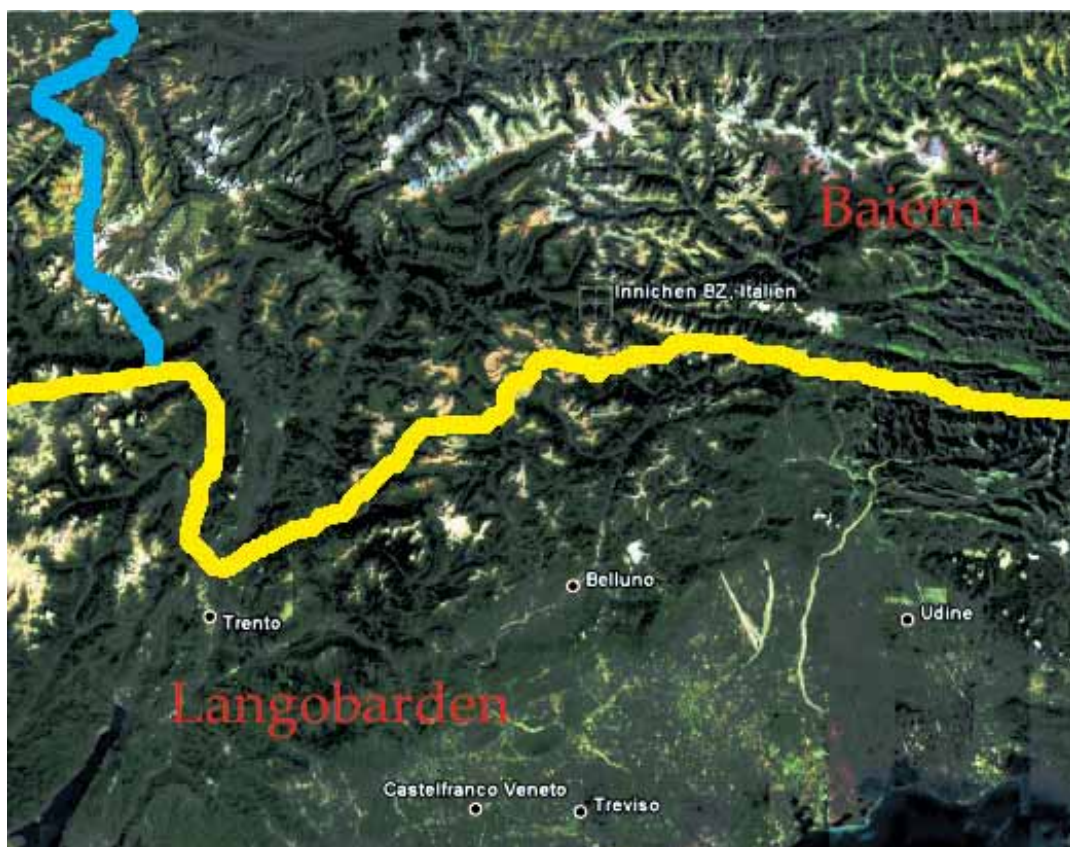 Baiern
Innichen BZ, Italien
Belluno
Trento
Udine
Langobarden
Castelfranco Veneto
Treviso